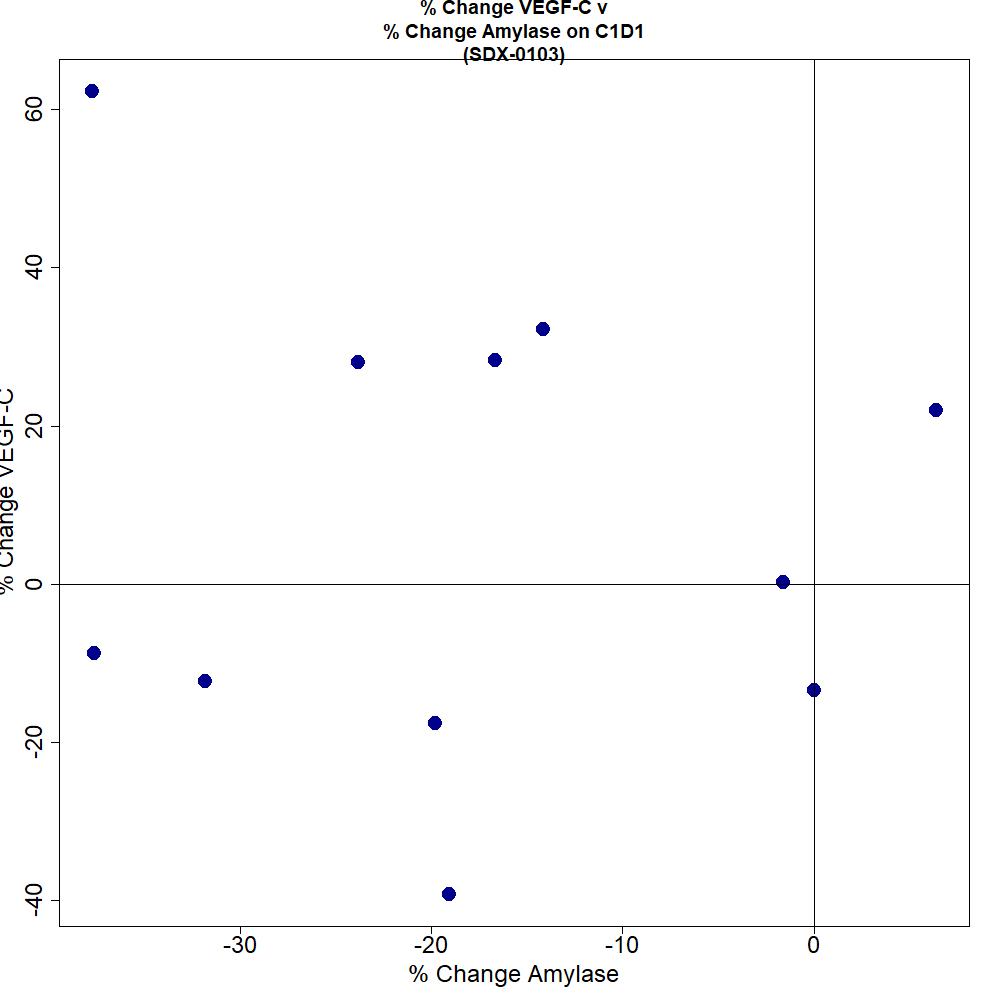 % Change VEGF-C v
% Change Amylase on C1D1
(SDX-0103)
60
40
20
0
-20
-40
% Change VEGF-C
-30
-20
-10
0
% Change Amylase